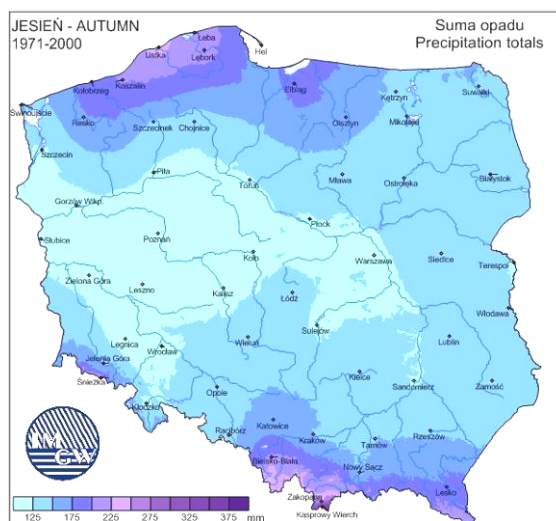 JESIEŃ - AUTUMN
1971-2000
Suma opadu
Precipitation totals
Łeba
Ustka
Lębork
Hel
Koszalin
Kołobrzeg
Elbląg
Kętrzyn
Suwałki
Świnoujście
Resko
Szczecinek
Chojnice
Olsztyn
Mikołajki
Szczecin
Piła
Toruń
Mława
Ostrołęka
Białystok
Gorzów Wlkp.
Płock
Słubice
Poznań
Koło
Warszawa
Siedlce
Terespol
Zielona Góra
Leszno
Kalisz
Łódź
Włodawa
Legnica
Wrocław
Wieluń
Sulejów
Lublin
Jelenia Góra
Śnieżka
Kielce
Sandomierz
Zamość
Kłodzko
Opole
Katowice
Racibórz
Kraków
Tarnów
Rzeszów
Bielsko-Biała
Nowy Sącz
Lesko
Zakopane
Kasprowy Wierch
IM
GW
125 175 225 275 325 375 mm